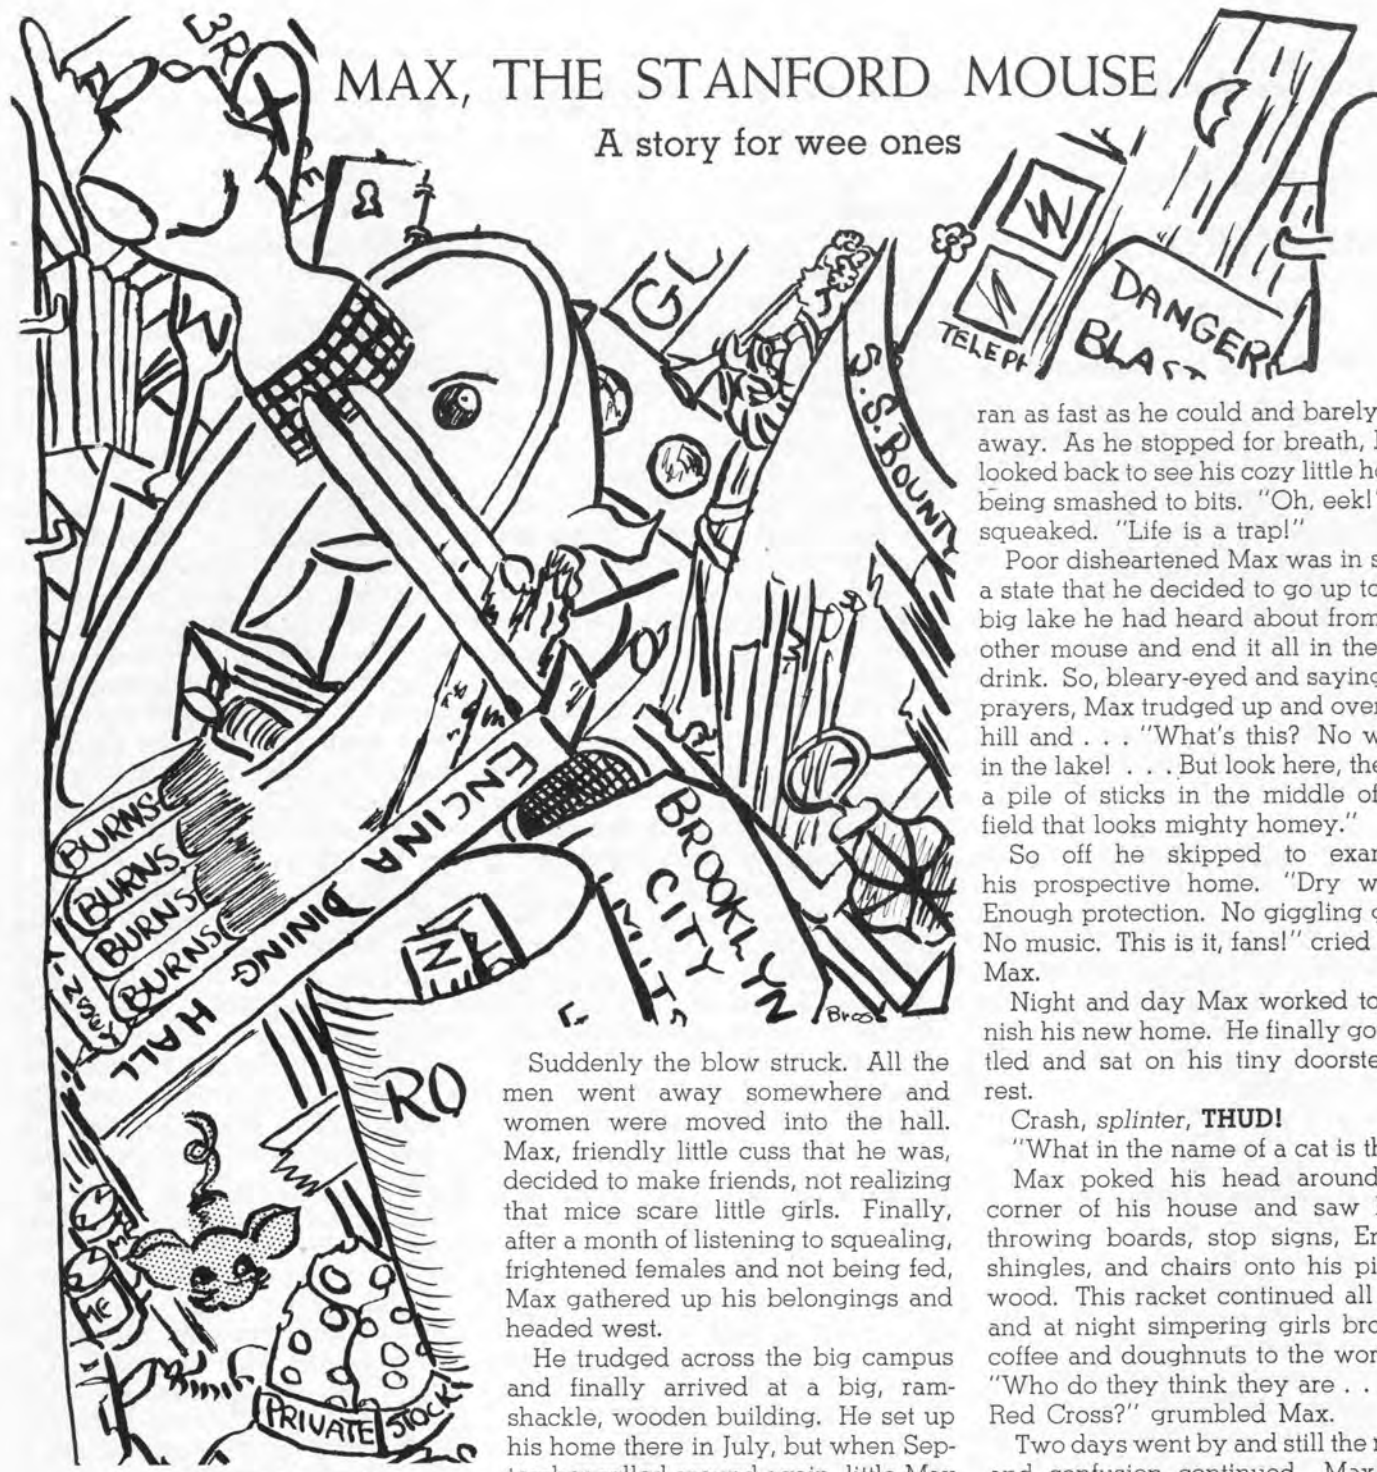 MAX, THE STANFORD MOUSE
A story for wee ones
GU
TELEPH
DANGER
BLAST
S.S. BOUNTY
BURNS
BURNS
BURNS
BURNS
ENCINA DINING HALL
BROOKLYN
CITY
LIMITS
Bross
RO
PRIVATE STOCK
Suddenly the blow struck. All the
men went away somewhere and
women were moved into the hall.
Max, friendly little cuss that he was,
decided to make friends, not realizing
that mice scare little girls. Finally,
after a month of listening to squealing,
frightened females and not being fed,
Max gathered up his belongings and
headed west.
He trudged across the big campus
and finally arrived at a big, ram-
shackle, wooden building. He set up
his home there in July, but when Sep-
ran as fast as he could and barely
away. As he stopped for breath,
looked back to see his cozy little
being smashed to bits. "Oh, eek!"
squeaked. "Life is a trap!"
Poor disheartened Max was in s
a state that he decided to go up to
big lake he had heard about from
other mouse and end it all in the
drink. So, bleary-eyed and saying
prayers, Max trudged up and over
hill and . . . "What's this? No w
in the lake! . . . But look here, the
a pile of sticks in the middle of
field that looks mighty homey."
So off he skipped to exam
his prospective home. "Dry w
Enough protection. No giggling g
No music. This is it, fans!" cried
Max.
Night and day Max worked to
nish his new home. He finally go
tled and sat on his tiny doorste
rest.
Crash, splinter, THUD!
"What in the name of a cat is th
Max poked his head around
corner of his house and saw
throwing boards, stop signs, En
shingles, and chairs onto his pi
wood. This racket continued all
and at night simpering girls bro
coffee and doughnuts to the wor
"Who do they think they are . .
Red Cross?" grumbled Max.
Two days went by and still the
and confusion continued. Max